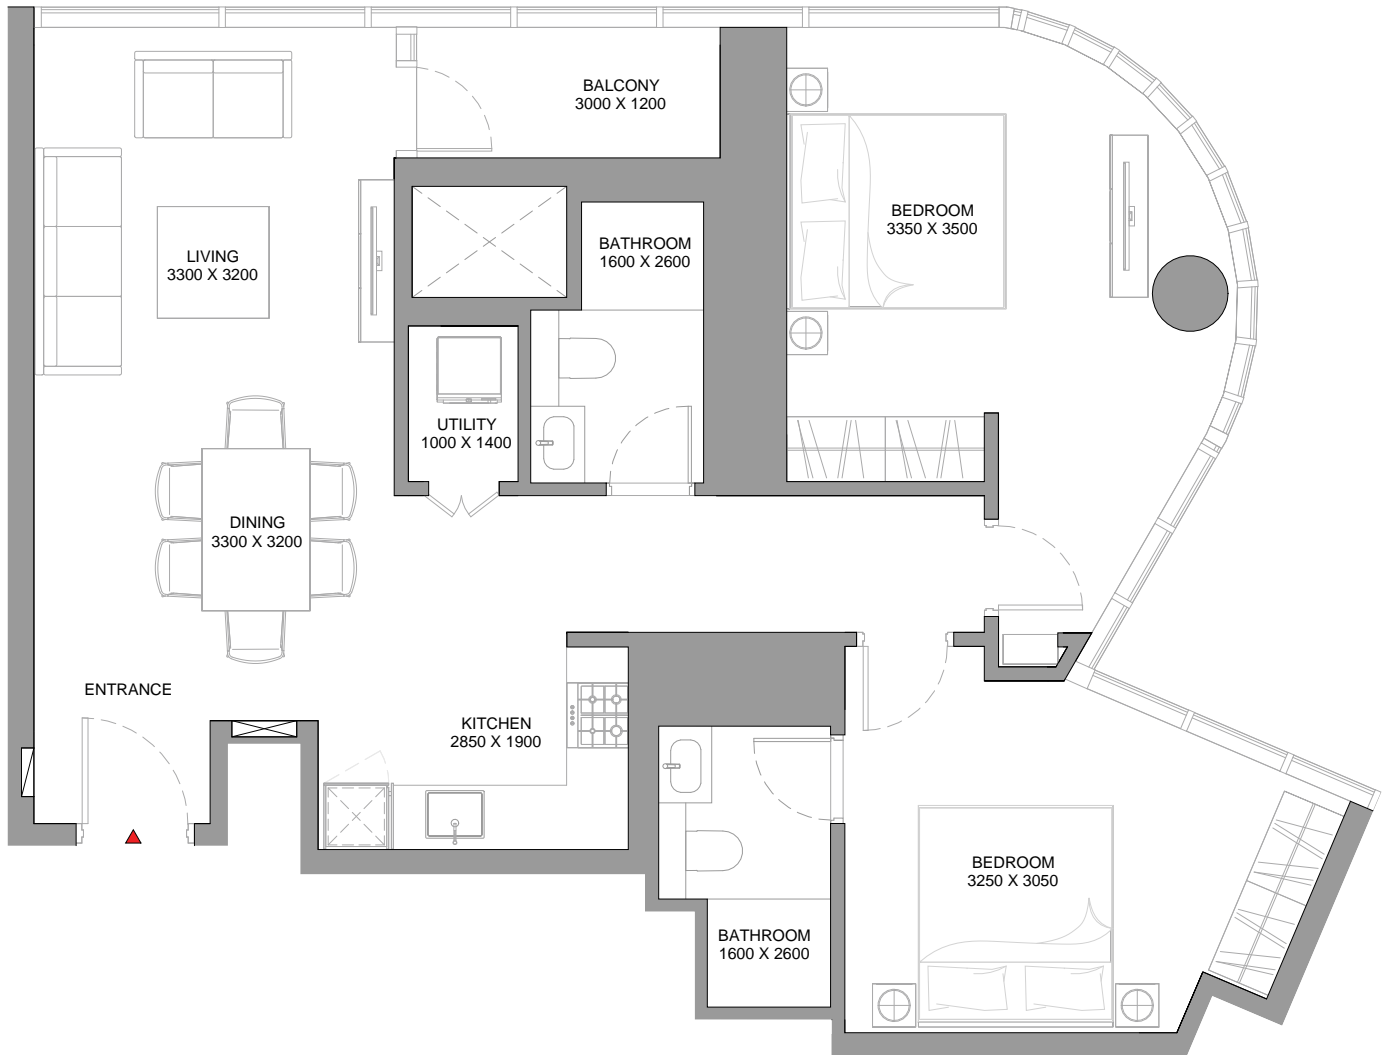 BALCONY
3000 X 1200
BEDROOM
3350 X 3500
BATHROOM
1600 X 2600
LIVING
3300 X 3200
UTILITY
1000 X 1400
DINING
3300 X 3200
ENTRANCE
KITCHEN
2850 X 1900
BEDROOM
3250 X 3050
BATHROOM
1600 X 2600